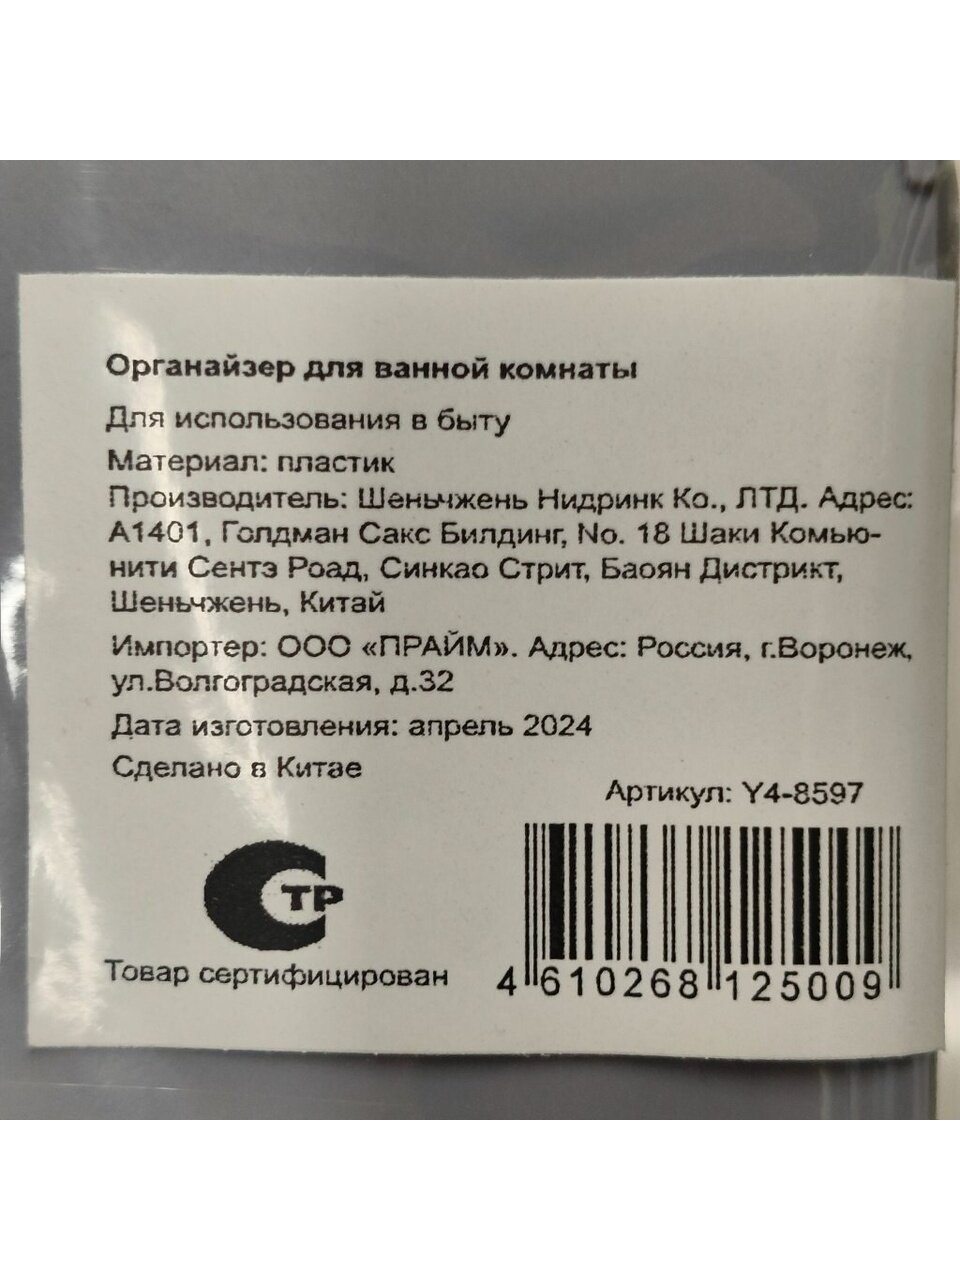 Органайзер для ванной комнаты
Для использования в быту
Материал: пластик
Производитель: Шеньчжень Нидринк Ко., ЛТД. Адрес:
А1401, Голдман Сакс Билдинг, No. 18 Шаки Комью-
нити Сентэ Роад, Синкао Стрит, Баоян Дистрикт,
Шеньчжень, Китай
Импортер: ООО «ПРАЙМ». Адрес: Россия, г.Воронеж,
ул.Волгоградская, д.32
Дата изготовления: апрель 2024
Сделано в Китае
Артикул: Y4-8597
СТР
Товар сертифицирован
4 610268 125009